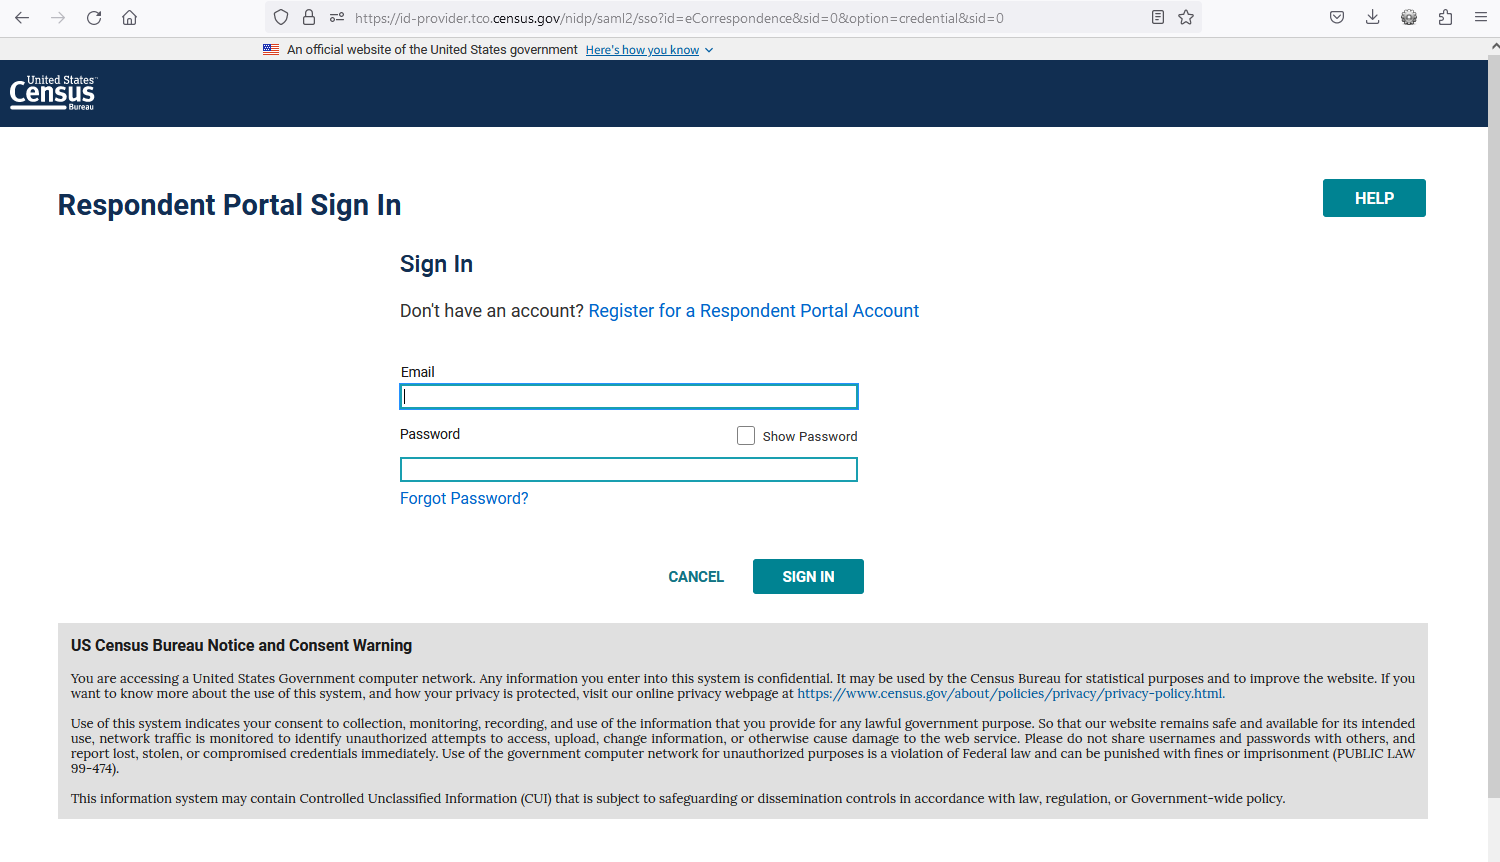 https://id-provider.tco.census.gov/nidp/saml2/sso?id=eCorrespondence&sid=0&option=credential&sid=0
An official website of the United States government Here's how you know
United States™
Census
Bureau
Respondent Portal Sign In
HELP
Sign In
Don't have an account? Register for a Respondent Portal Account
Email
Password
Show Password
Forgot Password?
CANCEL
SIGN IN
US Census Bureau Notice and Consent Warning
You are accessing a United States Government computer network. Any information you enter into this system is confidential. It may be used by the Census Bureau for statistical purposes and to improve the website. If you
want to know more about the use of this system, and how your privacy is protected, visit our online privacy webpage at https://www.census.gov/about/policies/privacy/privacy-policy.html.
Use of this system indicates your consent to collection, monitoring, recording, and use of the information that you provide for any lawful government purpose. So that our website remains safe and available for its intended
use, network traffic is monitored to identify unauthorized attempts to access, upload, change information, or otherwise cause damage to the web service. Please do not share usernames and passwords with others, and
report lost, stolen, or compromised credentials immediately. Use of the government computer network for unauthorized purposes is a violation of Federal law and can be punished with fines or imprisonment (PUBLIC LAW
99-474).
This information system may contain Controlled Unclassified Information (CUI) that is subject to safeguarding or dissemination controls in accordance with law, regulation, or Government-wide policy.